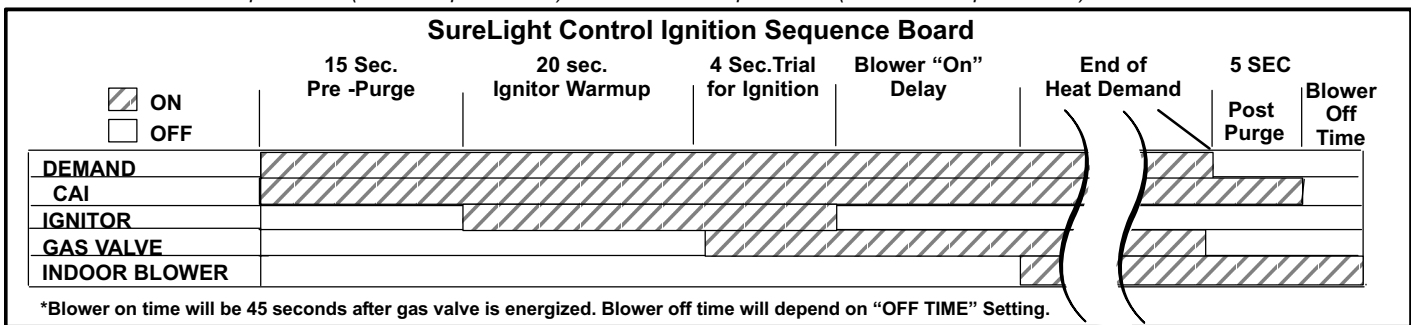 SureLight Control Ignition Sequence Board
15 Sec.
Pre -Purge
20 sec.
Ignitor Warmup
4 Sec.Trial
for Ignition
Blower “On”
Delay
End of
Heat Demand
5 SEC
Post
Purge
Blower
Off
Time
ON
OFF
DEMAND
CAI
IGNITOR
GAS VALVE
INDOOR BLOWER
*Blower on time will be 45 seconds after gas valve is energized. Blower off time will depend on “OFF TIME” Setting.